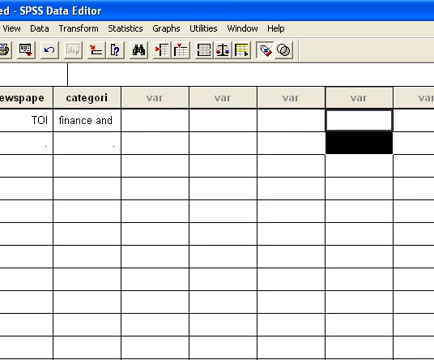 ed - SPSS Data Editor
View Data Transform Statistics Graphs Utilities Window Help
ewspape categori var var var var var
TOI finance and
. .